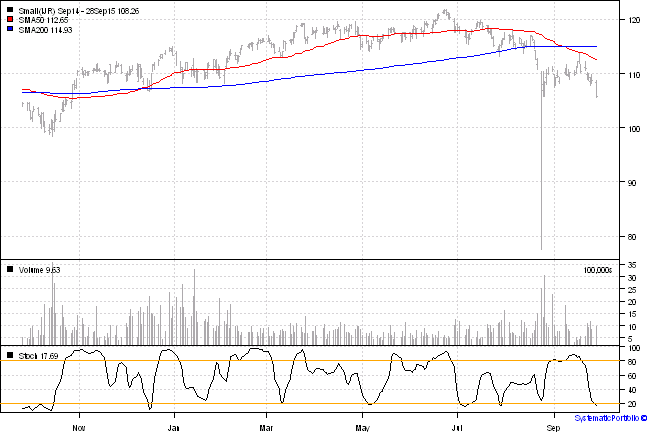 Small(IJR) Sep14 - 28Sep15 108.26
SMA50 112.65
SMA200 114.93
120
110
100
90
80
Volume 9.63
100,000s
35
30
25
20
15
10
5
Stoch 17.69
100
80
60
40
20
Nov
Jan
Mar
May
Jul
Sep
SystematicPortfolio ©